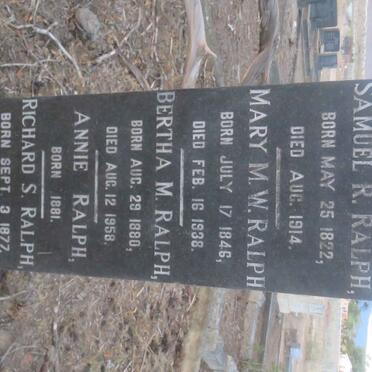 SAMUEL R. RALPH,
BORN MAY 25 1822,
DIED AUG. 1914.
MARY M. W. RALPH
BORN JULY 17 1846,
DIED FEB. 16 1938.
BERTHA M. RALPH,
BORN AUG. 29 1880,
DIED AUG. 12 1958.
ANNIE RALPH,
BORN 1881.
RICHARD S. RALPH,
BORN SEPT. 3 1877.